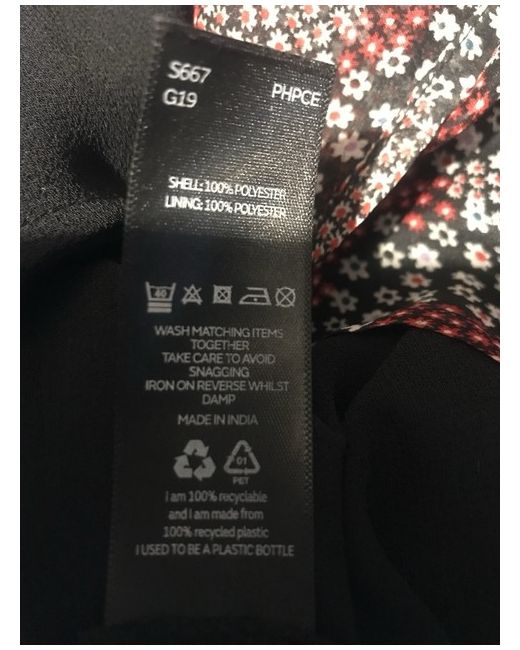 S667
G19
PHPCE
SHELL: 100% POLYESTER
LINING: 100% POLYESTER
40
WASH MATCHING ITEMS
TOGETHER
TAKE CARE TO AVOID
SNAGGING
IRON ON REVERSE WHILST
DAMP
MADE IN INDIA
01
PET
I am 100% recyclable
and I am made from
100% recycled plastic
I USED TO BE A PLASTIC BOTTLE